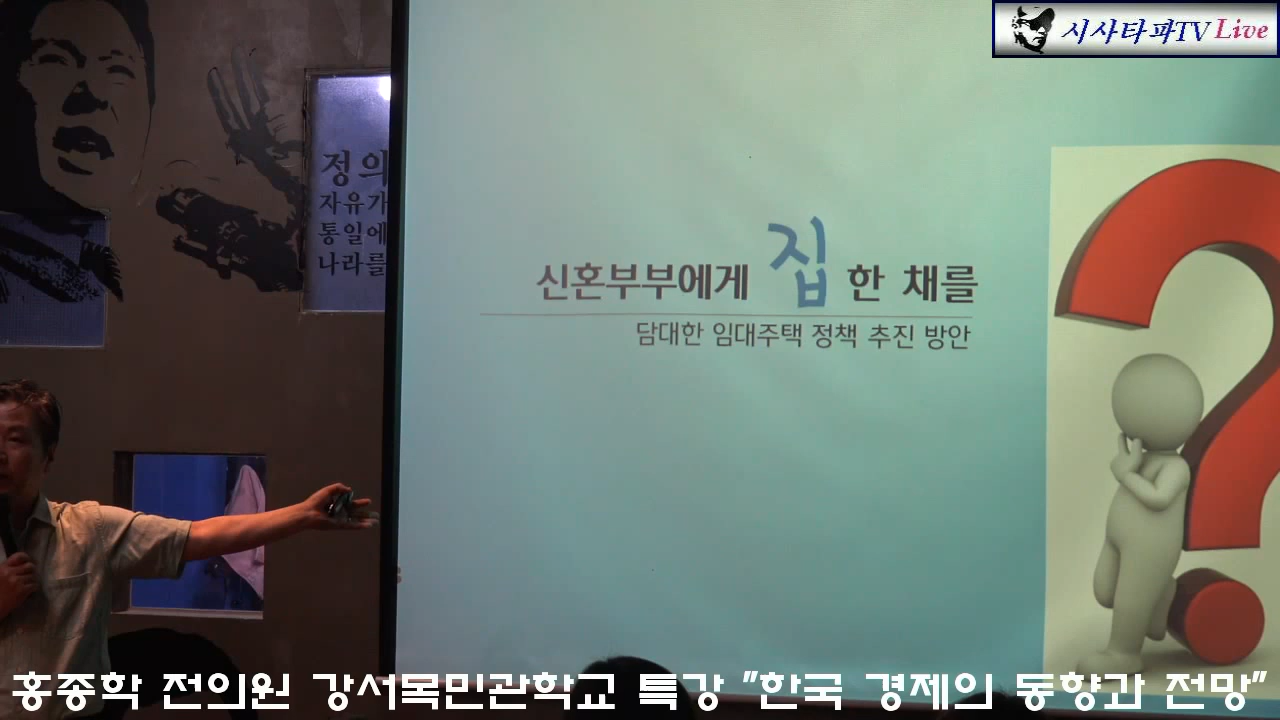 시사타파TV Live
정의
자유가
통일에
나라를
신혼부부에게 집 한 채를
담대한 임대주택 정책 추진 방안
홍종학 전의원 강서목민관학교 특강 "한국 경제의 동향과 전망"